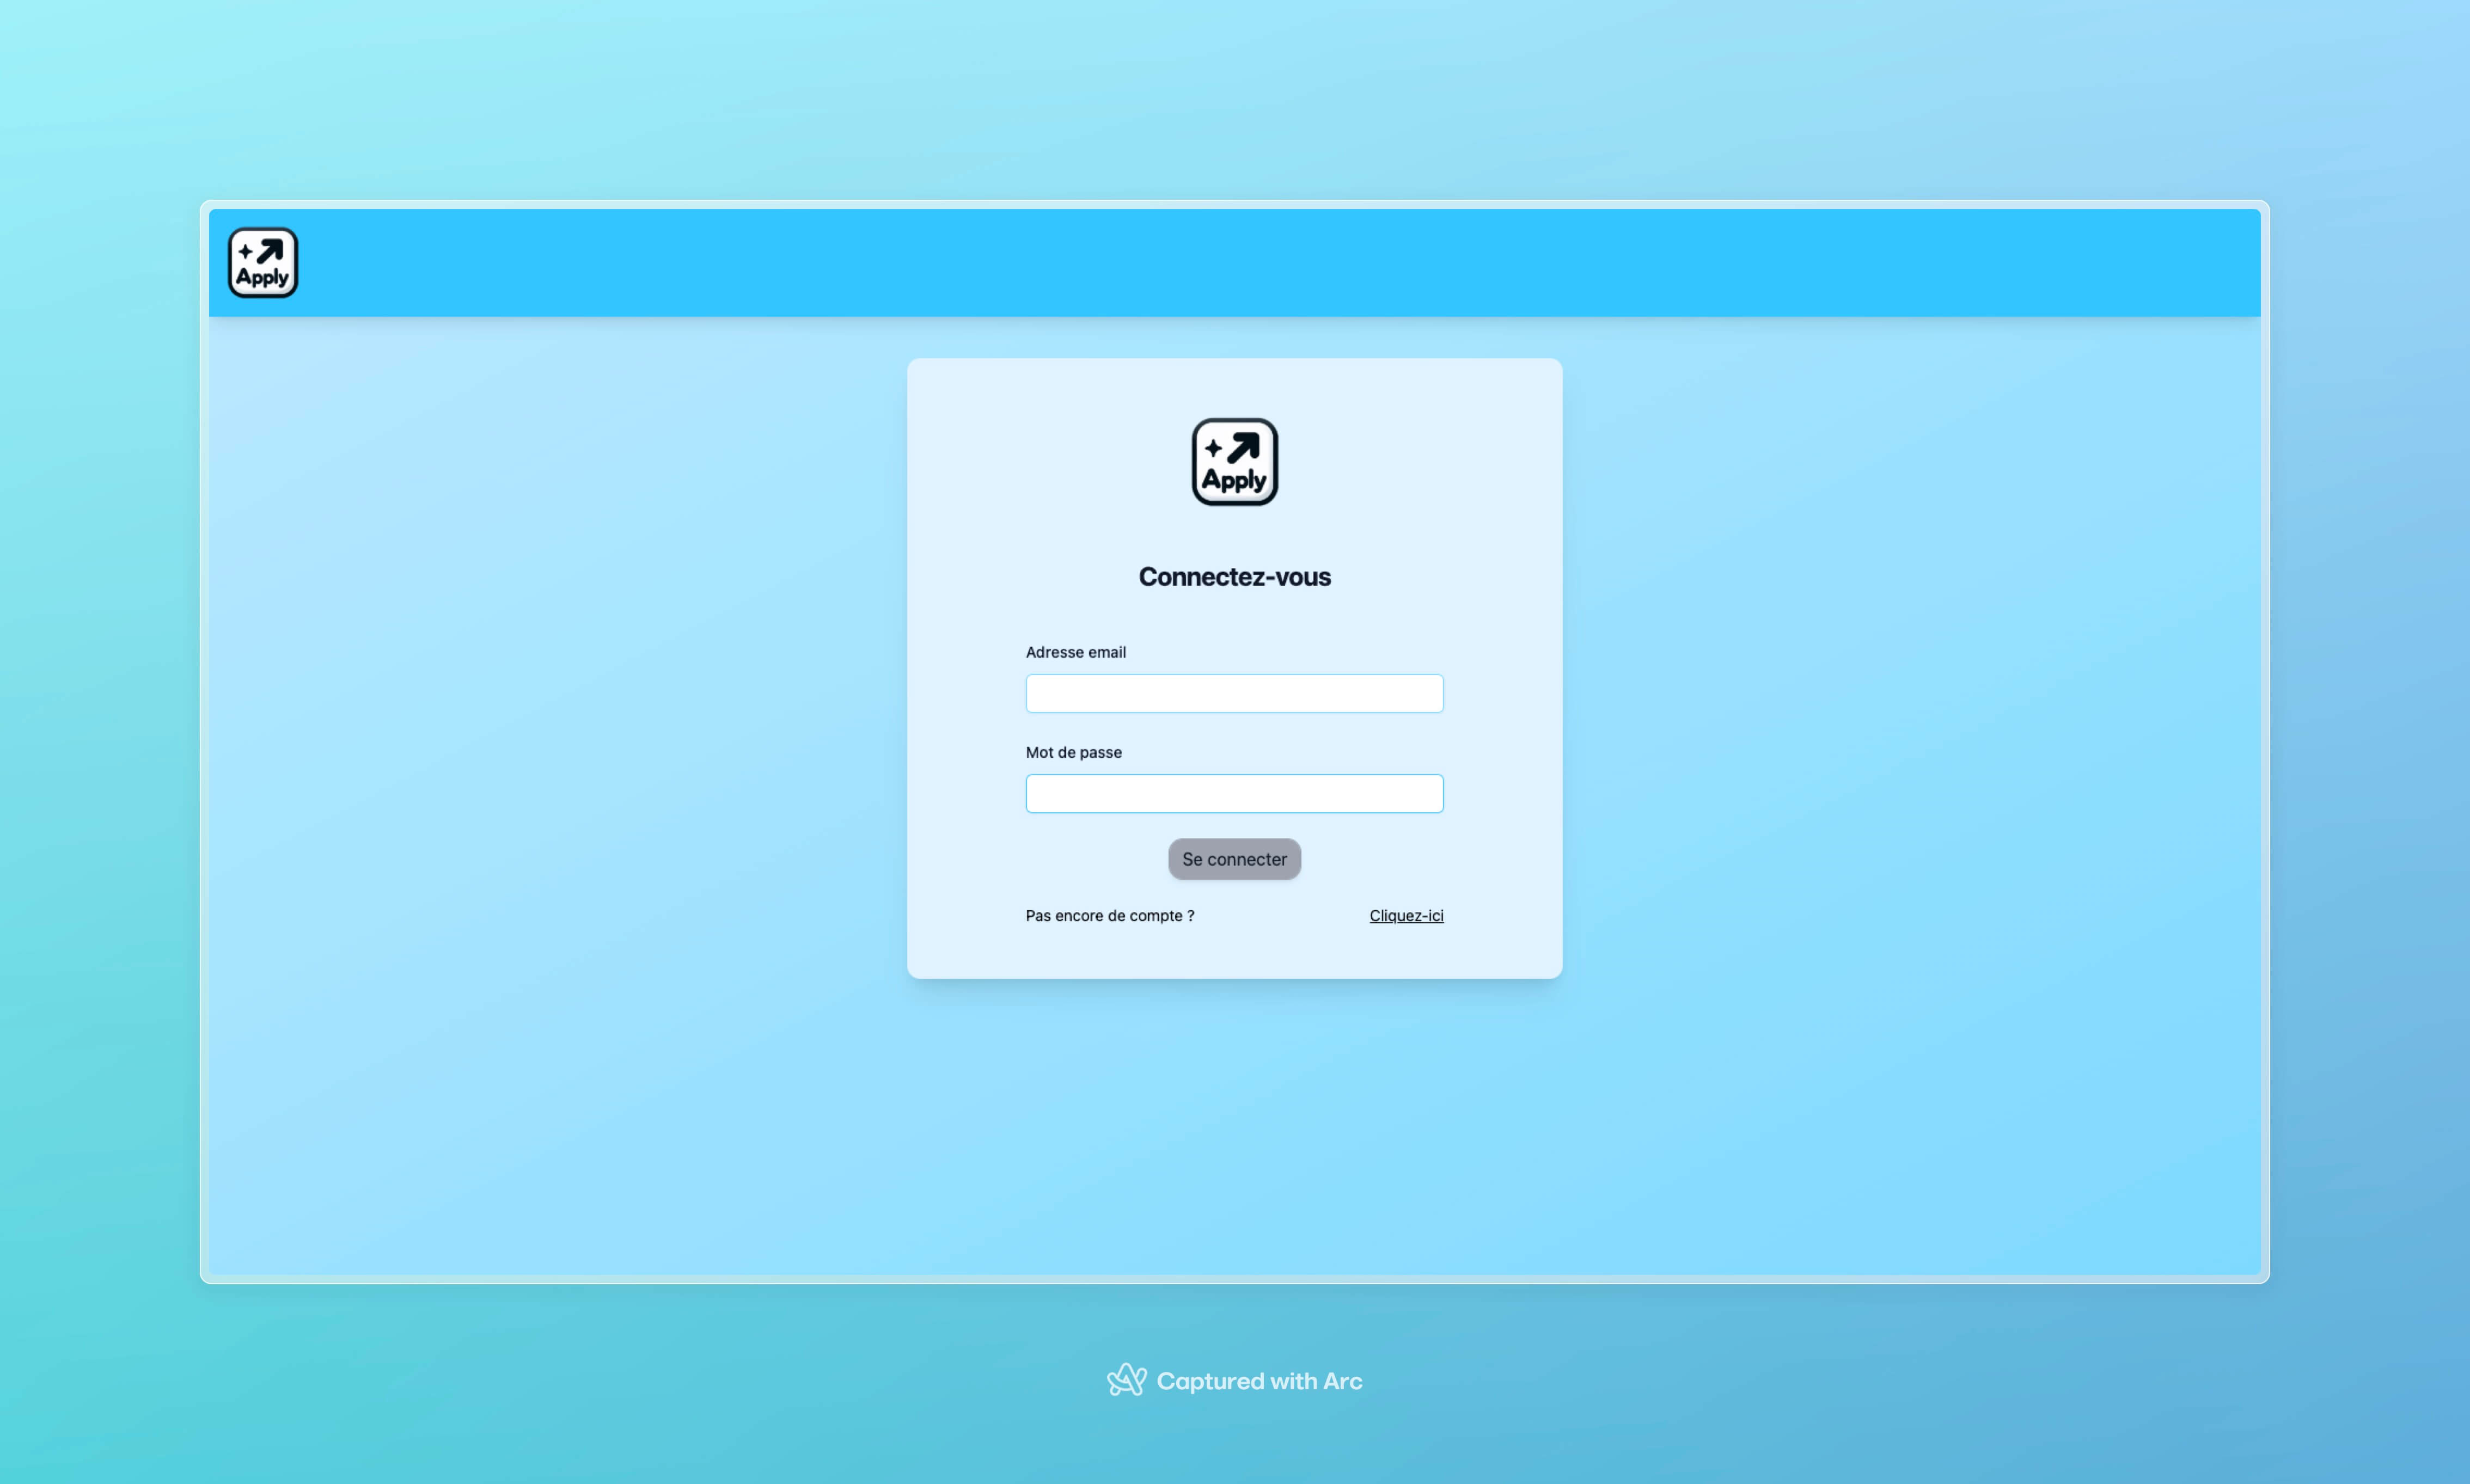 Apply
Apply
Connectez-vous
Adresse email
Mot de passe
Se connecter
Pas encore de compte ? Cliquez-ici
Captured with Arc